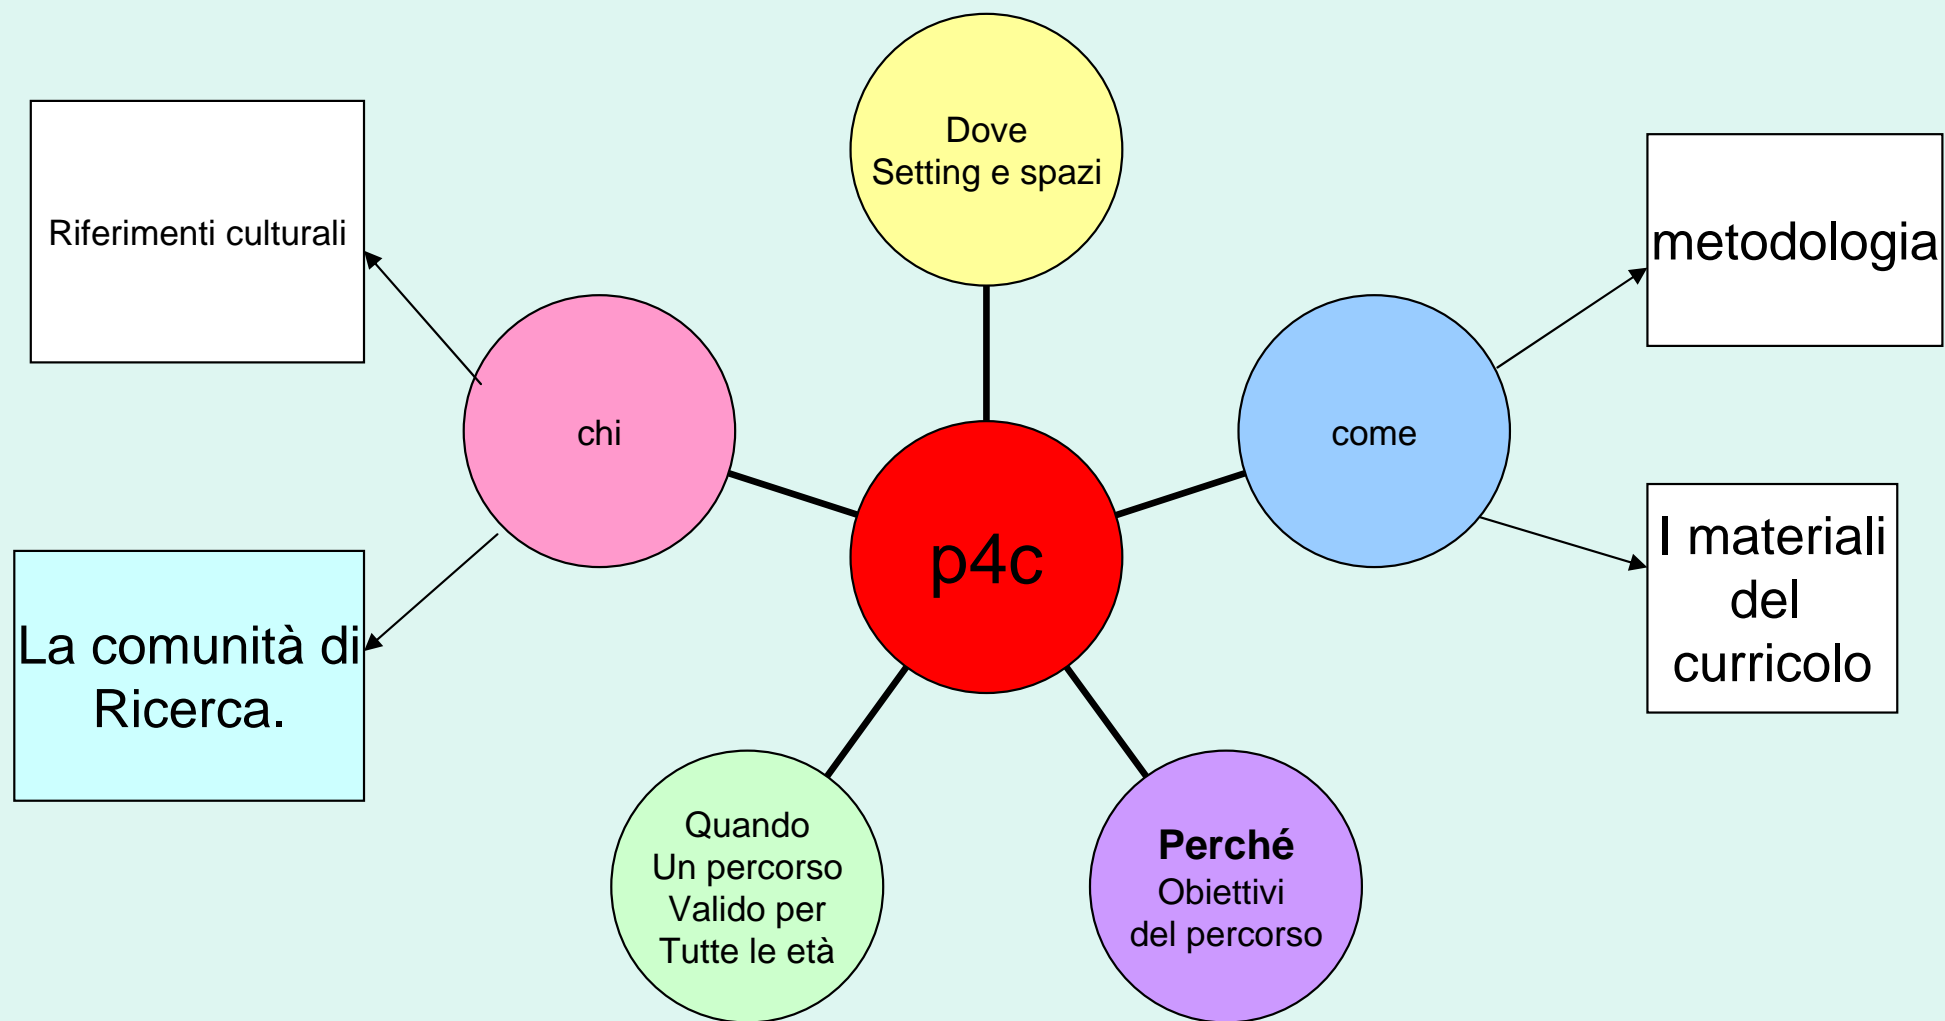 Dove
Setting e spazi
Riferimenti culturali
metodologia
chi
come
p4c
I materiali
del
curricolo
La comunità di
Ricerca.
Quando
Un percorso
Valido per
Tutte le età
Perché
Obiettivi
del percorso